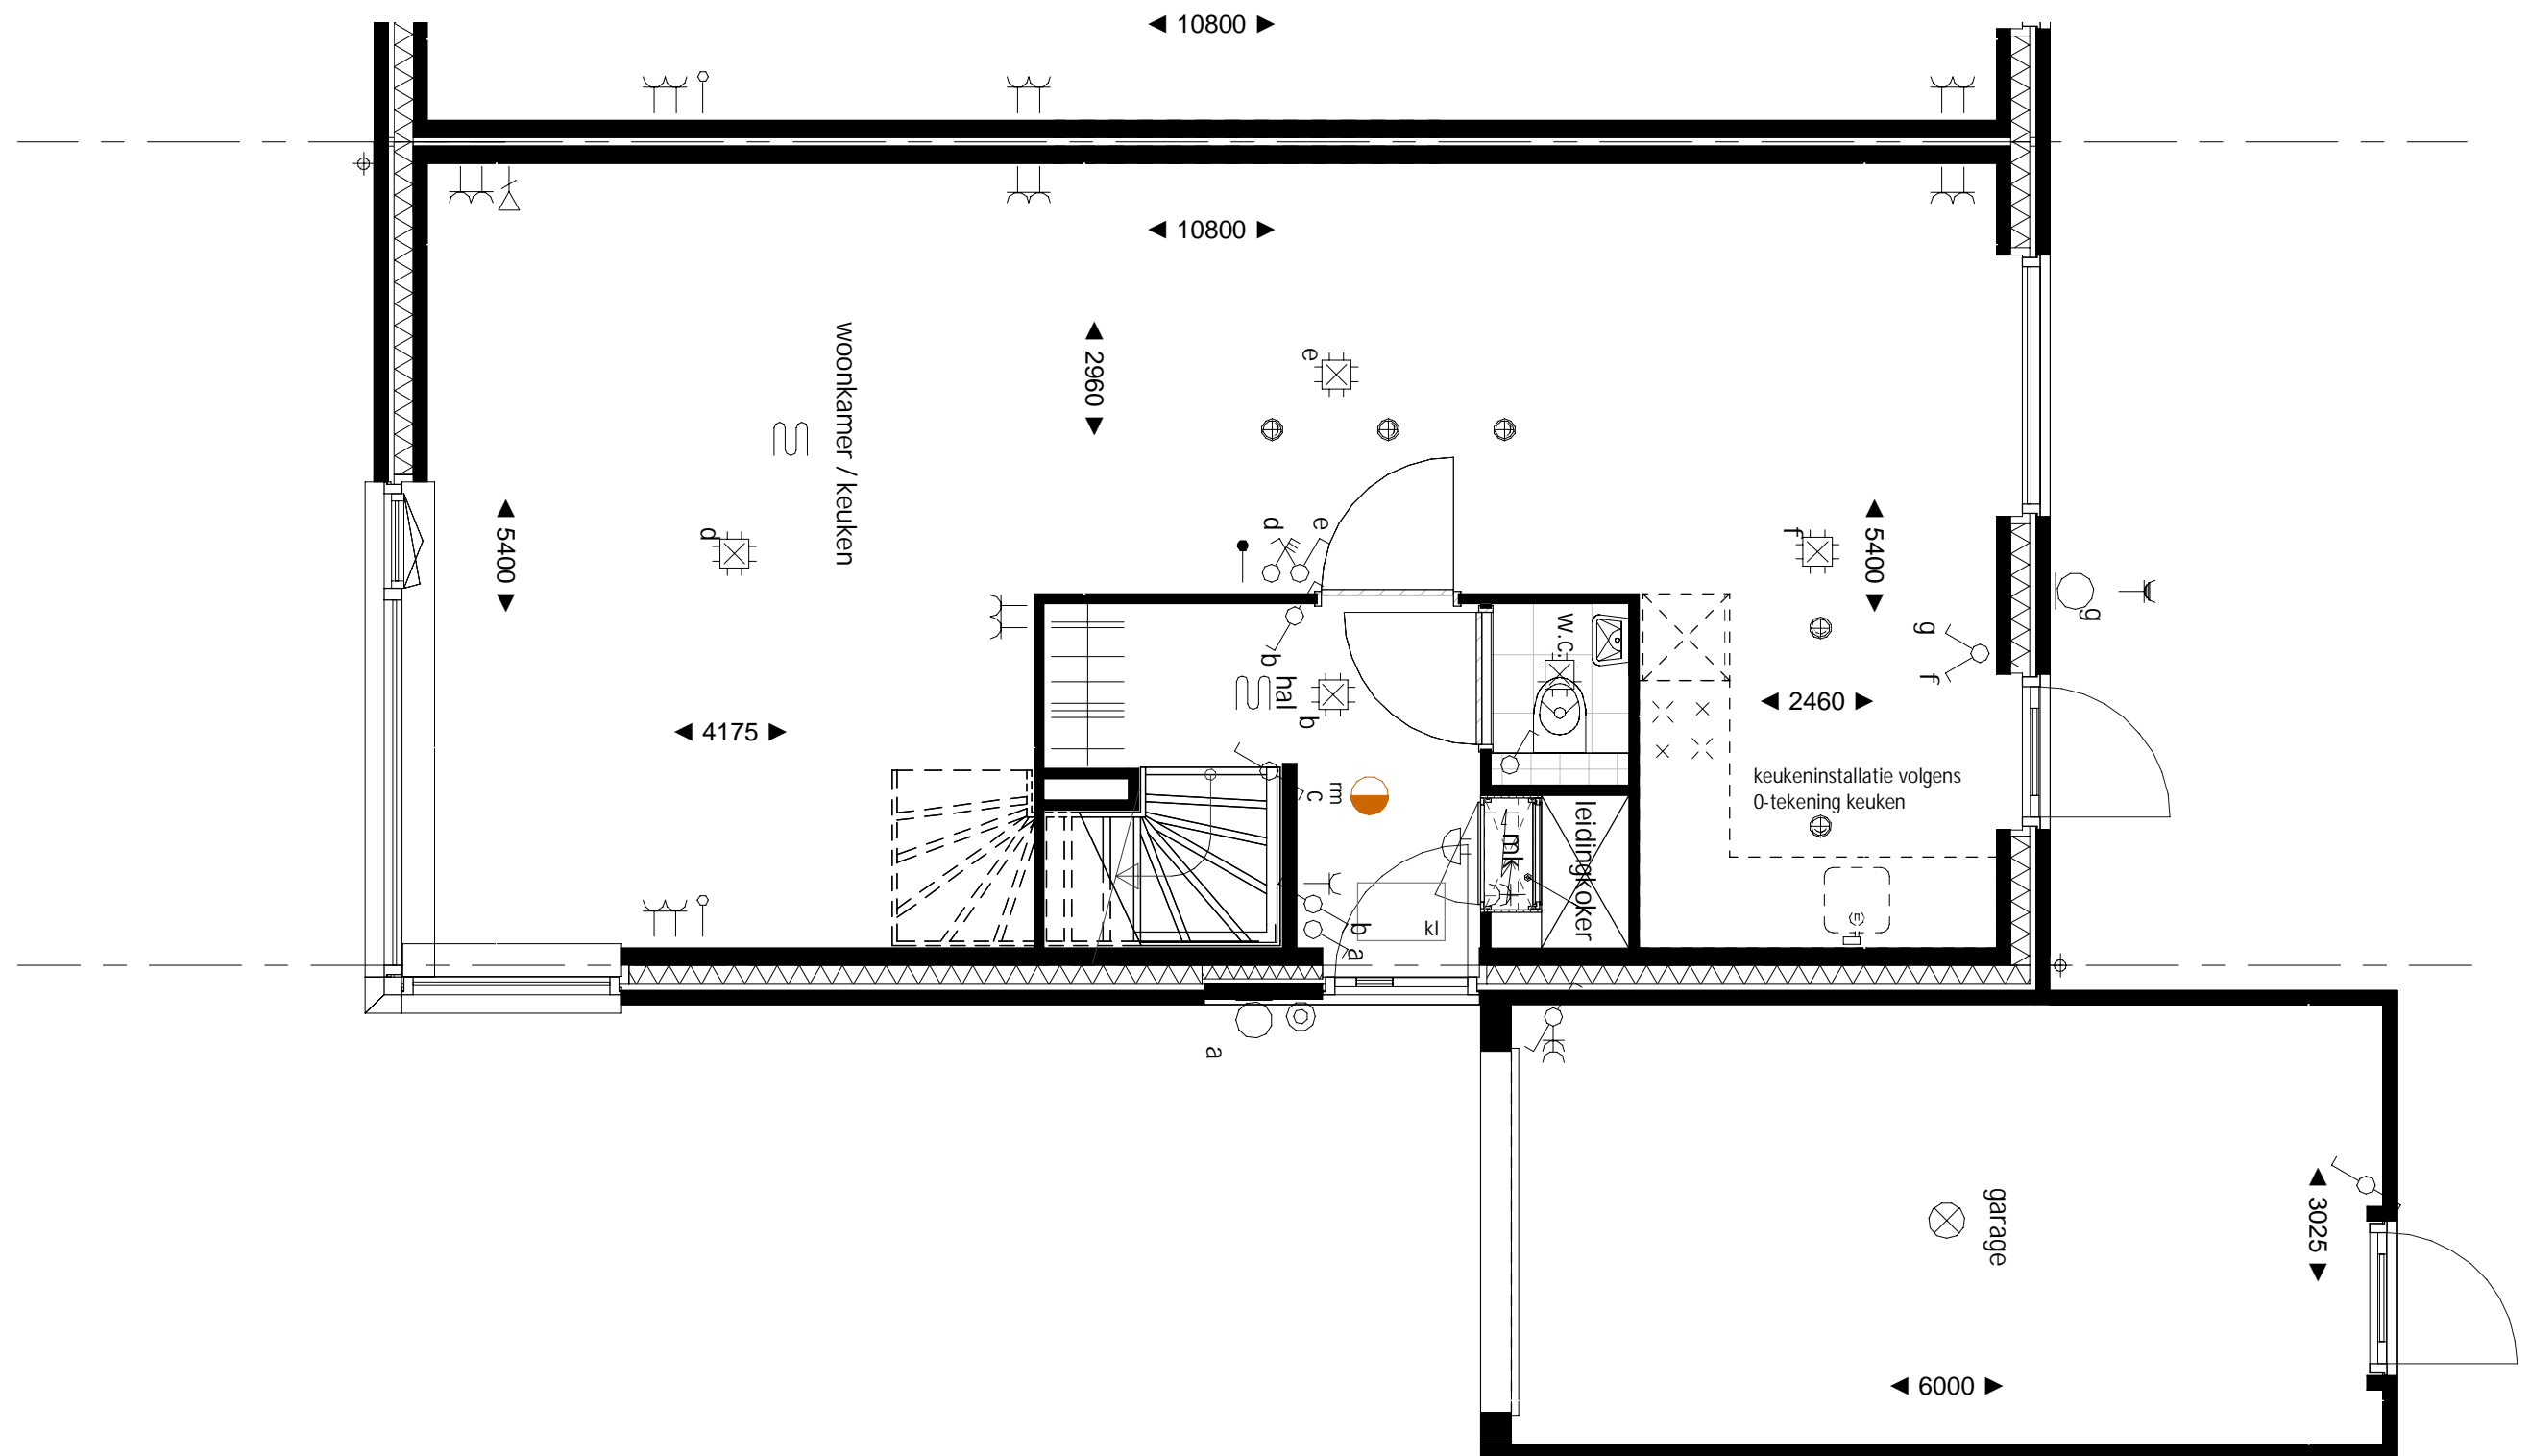 ◄ 10800 ►
◄ 10800 ►
woonkamer / keuken
◄ 2960 ►
e
◄ 5400 ►
d
d
e
f
◄ 5400 ►
g
g
f
w.c.
b
hal
b
◄ 2460 ►
◄ 4175 ►
keukeninstallatie volgens
0-tekening keuken
rm
c
mk
leidingkoker
kl
b
a
a
garage
◄ 3025 ►
◄ 6000 ►